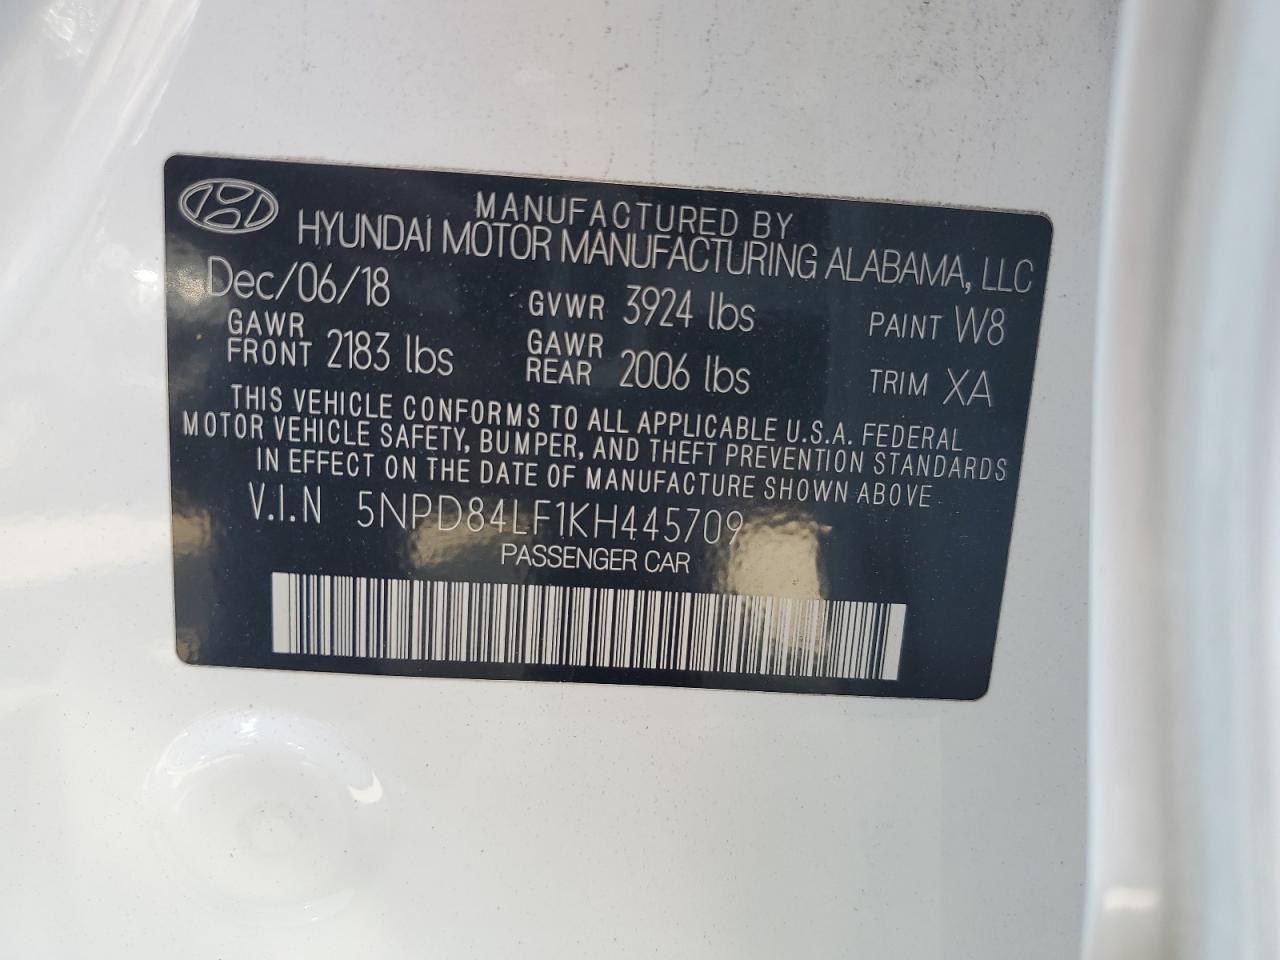 MANUFACTURED BY
HYUNDAI MOTOR MANUFACTURING ALABAMA, LLC
Dec/06/18 GVWR 3924 lbs PAINT W8
GAWR FRONT 2183 lbs GAWR REAR 2006 lbs TRIM XA
THIS VEHICLE CONFORMS TO ALL APPLICABLE U.S.A. FEDERAL
MOTOR VEHICLE SAFETY, BUMPER, AND THEFT PREVENTION STANDARDS
IN EFFECT ON THE DATE OF MANUFACTURE SHOWN ABOVE
V.I.N 5NPD84LF1KH445709
PASSENGER CAR